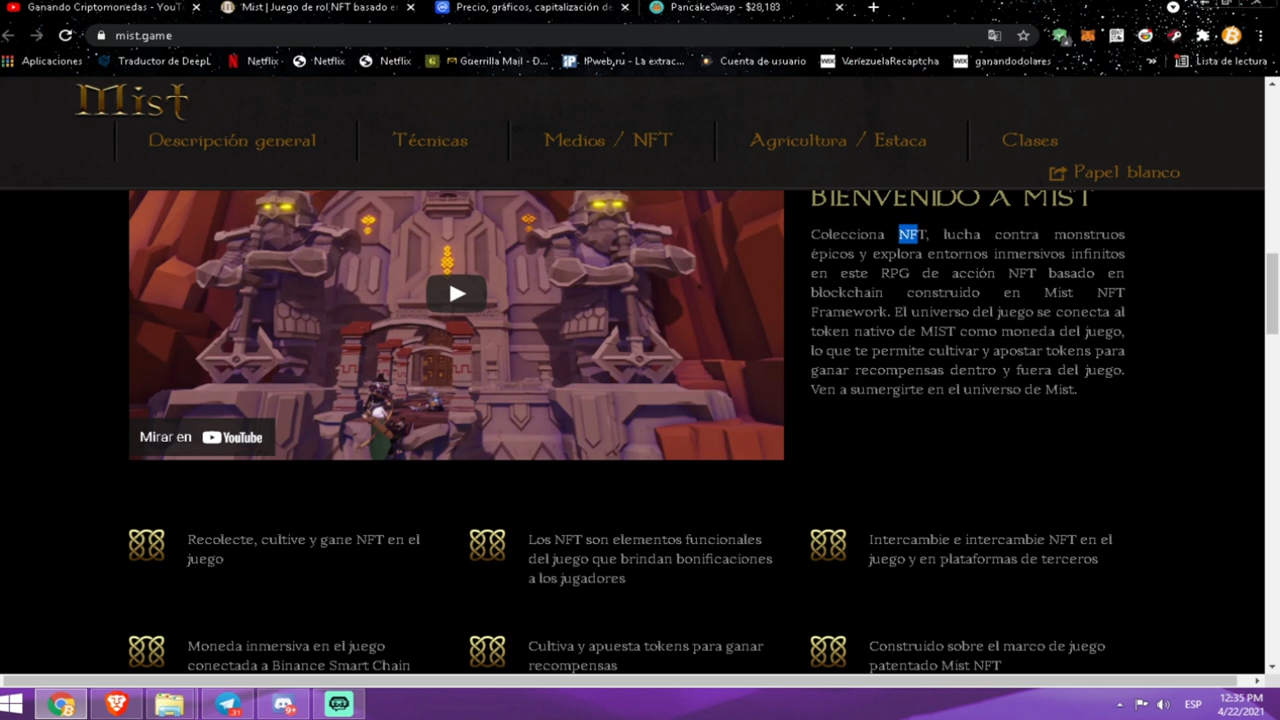 Ganando Criptomonedas - YouT
Mist | Juego de rol NFT basado e
Precio, gráficos, capitalización de
PancakeSwap - $28,183
mist.game
Aplicaciones
Traductor de DeepL
Netflix
Netflix
Netflix
Guerrilla Mail - D...
IPweb.ru - La extrac...
Cuenta de usuario
VenezuelaRecaptcha
ganandodolares
Lista de lectura
Mist
Descripción general
Técnicas
Medios / NFT
Agricultura / Estaca
Clases
Papel blanco
BIENVENIDO A MIST
Colecciona NFT, lucha contra monstruos
épicos y explora entornos inmersivos infinitos
en este RPG de acción NFT basado en
blockchain construido en Mist NFT
Framework. El universo del juego se conecta al
token nativo de MIST como moneda del juego,
lo que te permite cultivar y apostar tokens para
ganar recompensas dentro y fuera del juego.
Ven a sumergirte en el universo de Mist.
Mirar en YouTube
Recolecte, cultive y gane NFT en el
juego
Los NFT son elementos funcionales
del juego que brindan bonificaciones
a los jugadores
Intercambie e intercambie NFT en el
juego y en plataformas de terceros
Moneda inmersiva en el juego
conectada a Binance Smart Chain
Cultiva y apuesta tokens para ganar
recompensas
Construido sobre el marco de juego
patentado Mist NFT
31
9+
ESP
12:35 PM
4/22/2021